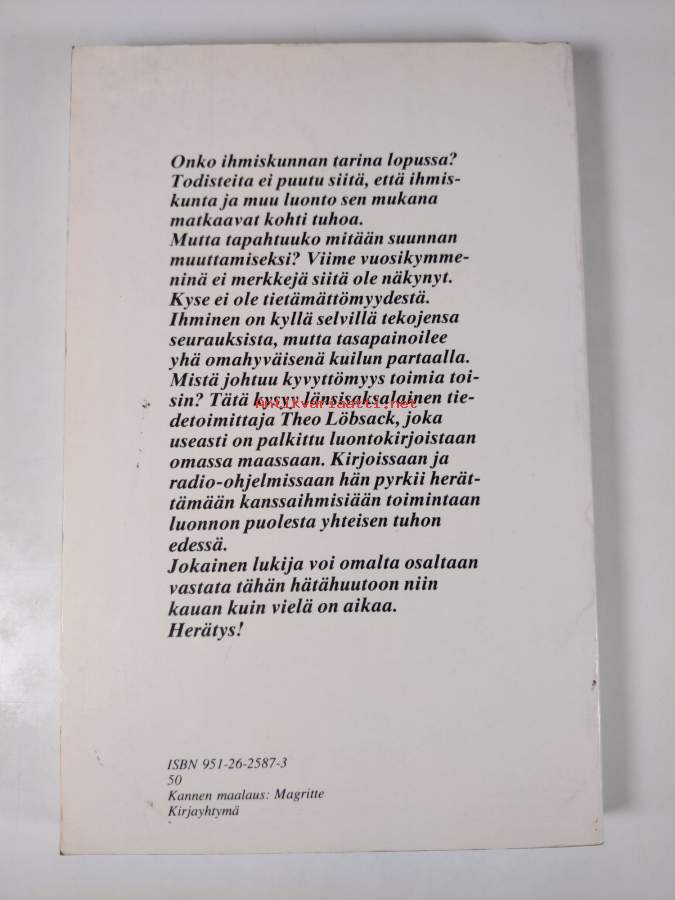 Onko ihmiskunnan tarina lopussa?
Todisteita ei puutu siitä, että ihmis-
kunta ja muu luonto sen mukana
matkaavat kohti tuhoa.
Mutta tapahtuuko mitään suunnan
muuttamiseksi? Viime vuosikymme-
ninä ei merkkejä siitä ole näkynyt.
Kyse ei ole tietämättömyydestä.
Ihminen on kyllä selvillä tekojensa
seurauksista, mutta tasapainoilee
yhä omahyväisenä kuilun partaalla.
Mistä johtuu kyvyttömyys toimia toi-
sin? Tätä kysyy länsisaksalainen tie-
Antikvariaatti.net
detoimittaja Theo Löbsack, joka
useasti on palkittu luontokirjoistaan
omassa maassaan. Kirjoissaan ja
radio-ohjelmissaan hän pyrkii herät-
tämään kanssaihmisiään toimintaan
luonnon puolesta yhteisen tuhon
edessä.
Jokainen lukija voi omalta osaltaan
vastata tähän hätähuutoon niin
kauan kuin vielä on aikaa.
Herätys!
ISBN 951-26-2587-3
50
Kannen maalaus: Magritte
Kirjayhtymä